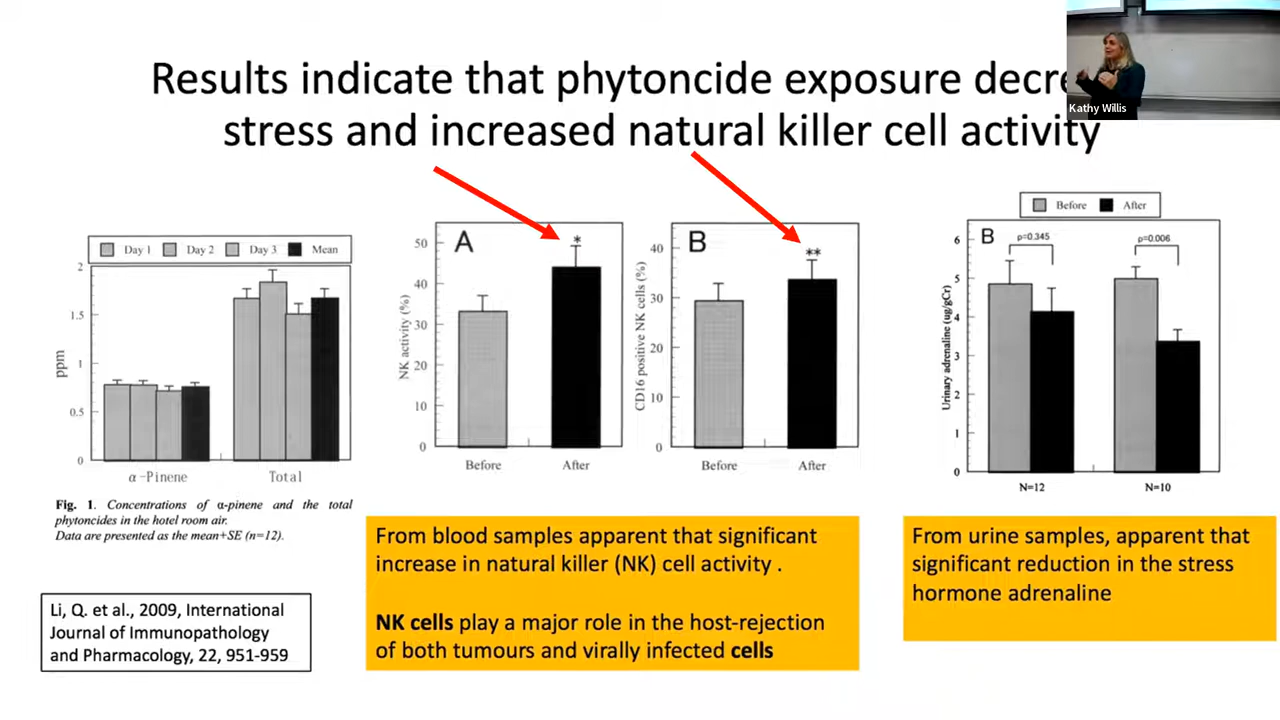 Results indicate that phytoncide exposure decre
stress and increased natural killer cell activity
Kathy Willis
Day 1 Day 2 Day 3 Mean
2
1.5
1
0.5
0
ppm
α-Pinene Total
Fig. 1. Concentrations of α-pinene and the total
phytoncides in the hotel room air.
Data are presented as the mean+SE (n=12).
A
*
50
40
30
20
10
0
NK activity (%)
Before After
B
**
40
30
20
10
0
CD16 positive NK cells (%)
Before After
Before After
B
p=0.345
p=0.006
6
5
4
3
2
1
0
Urinary adrenaline (ug/gCr)
N=12 N=10
From blood samples apparent that significant
increase in natural killer (NK) cell activity .
NK cells play a major role in the host-rejection
of both tumours and virally infected cells
From urine samples, apparent that
significant reduction in the stress
hormone adrenaline
Li, Q. et al., 2009, International
Journal of Immunopathology
and Pharmacology, 22, 951-959